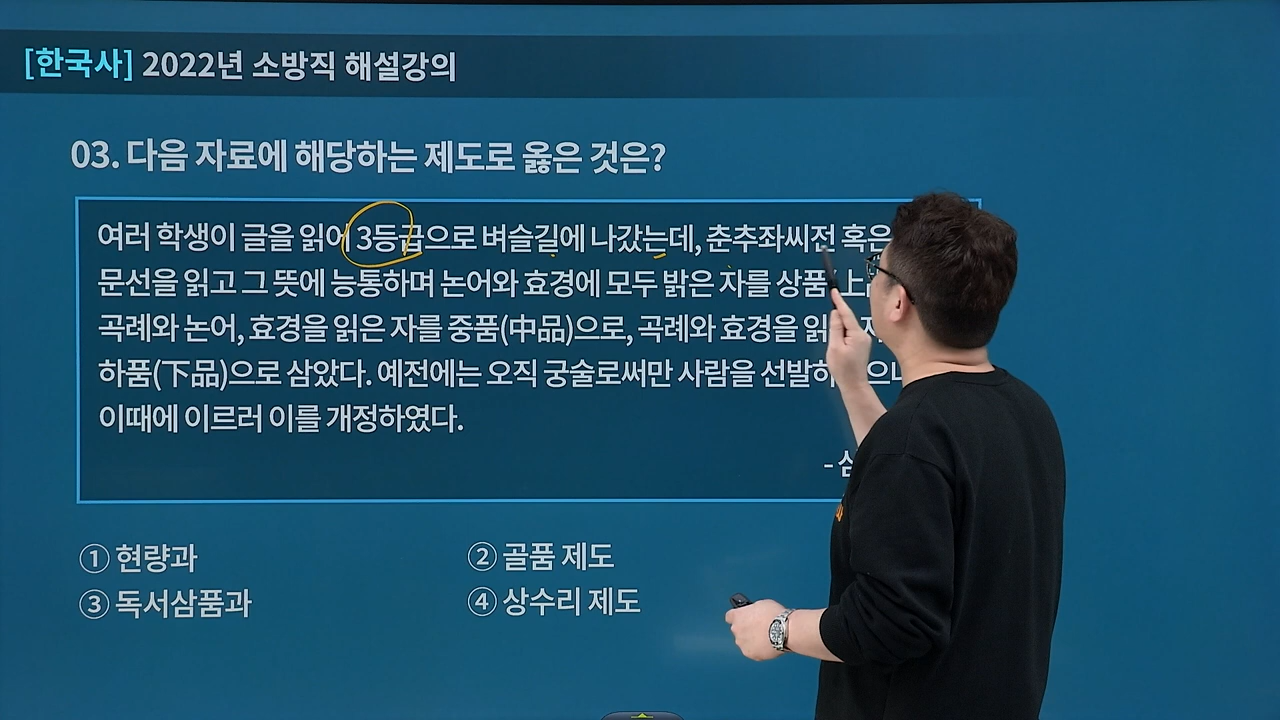 [한국사] 2022년 소방직 해설강의
03. 다음 자료에 해당하는 제도로 옳은 것은?
여러 학생이 글을 읽어 3등급으로 벼슬길에 나갔는데, 춘추좌씨전 혹은
문선을 읽고 그 뜻에 능통하며 논어와 효경에 모두 밝은 자를 상품(上
곡례와 논어, 효경을 읽은 자를 중품(中品)으로, 곡례와 효경을
하품(下品)으로 삼았다. 예전에는 오직 궁술로써만 사람을
이때에 이르러 이를 개정하였다.
-
① 현량과
② 골품 제도
③ 독서삼품과
④ 상수리 제도